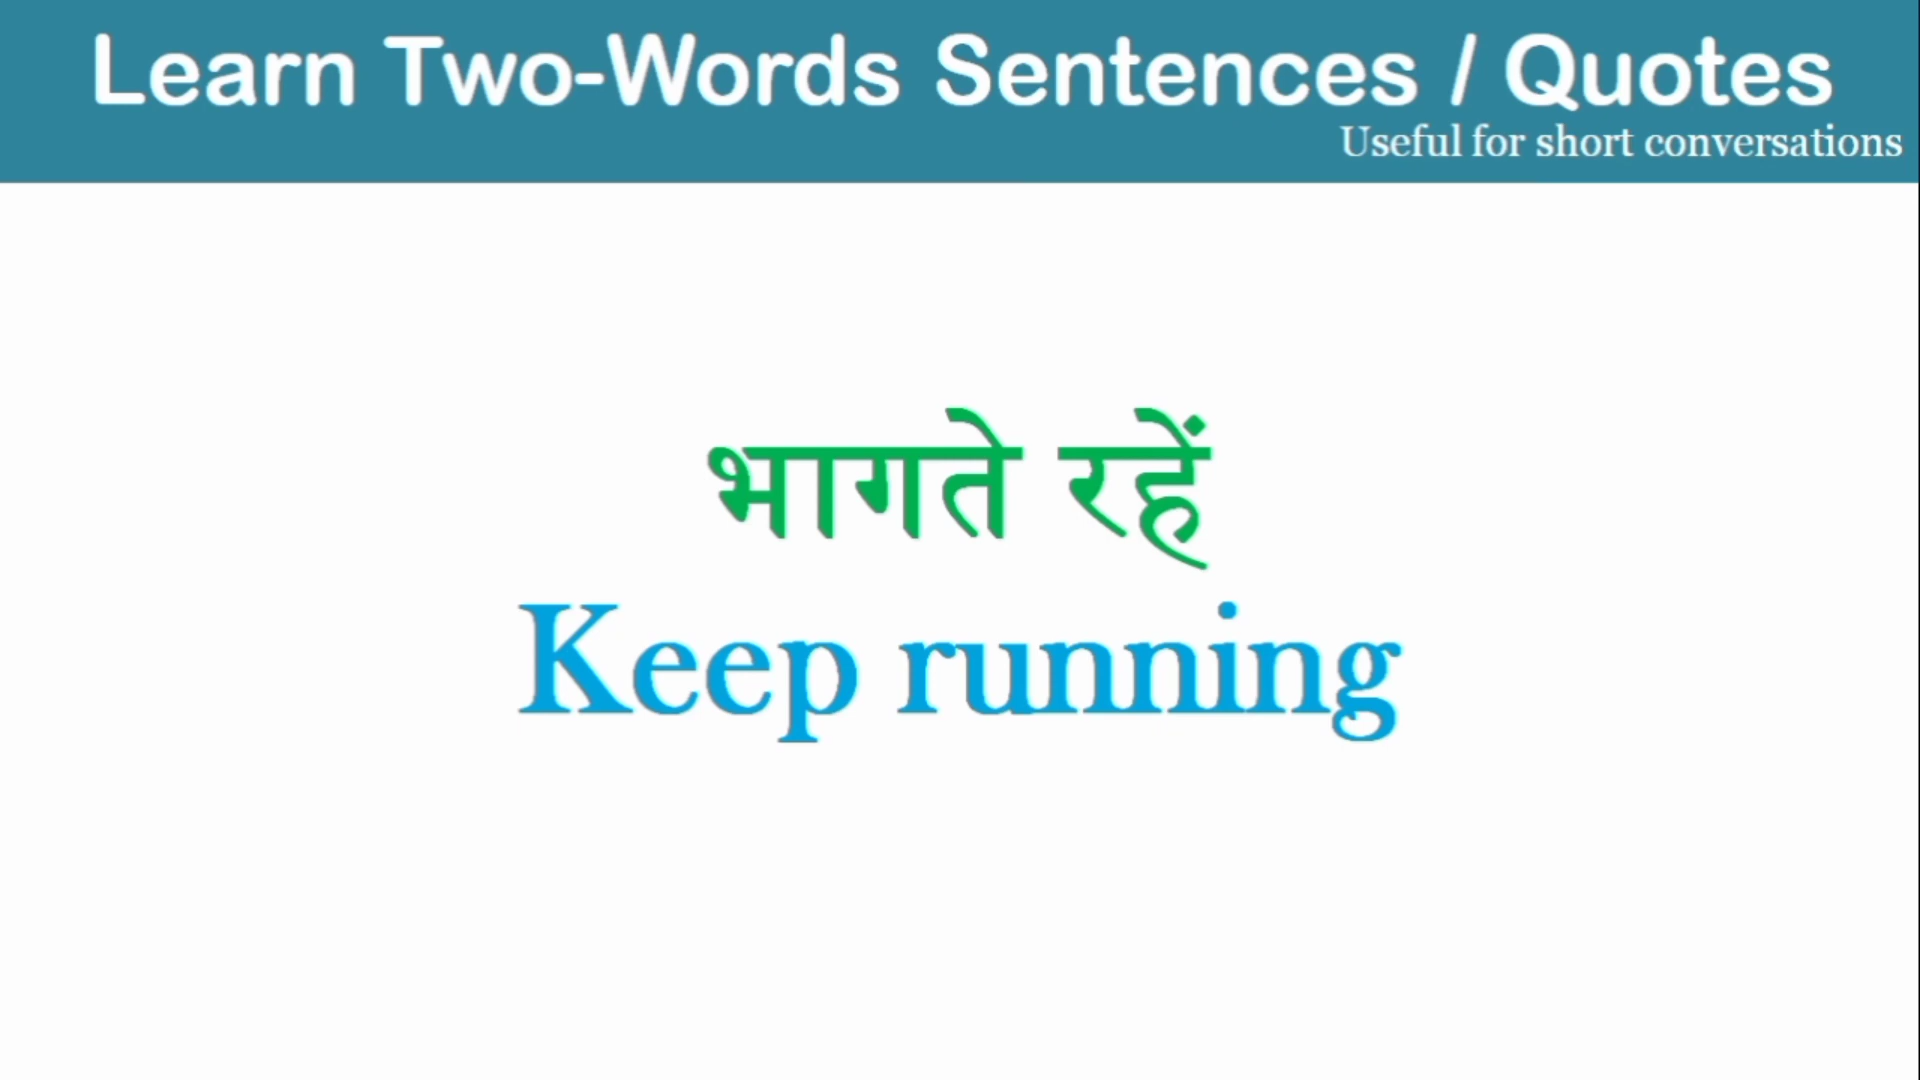 Learn Two-Words Sentences / Quotes
Useful for short conversations
भागते रहें
Keep running